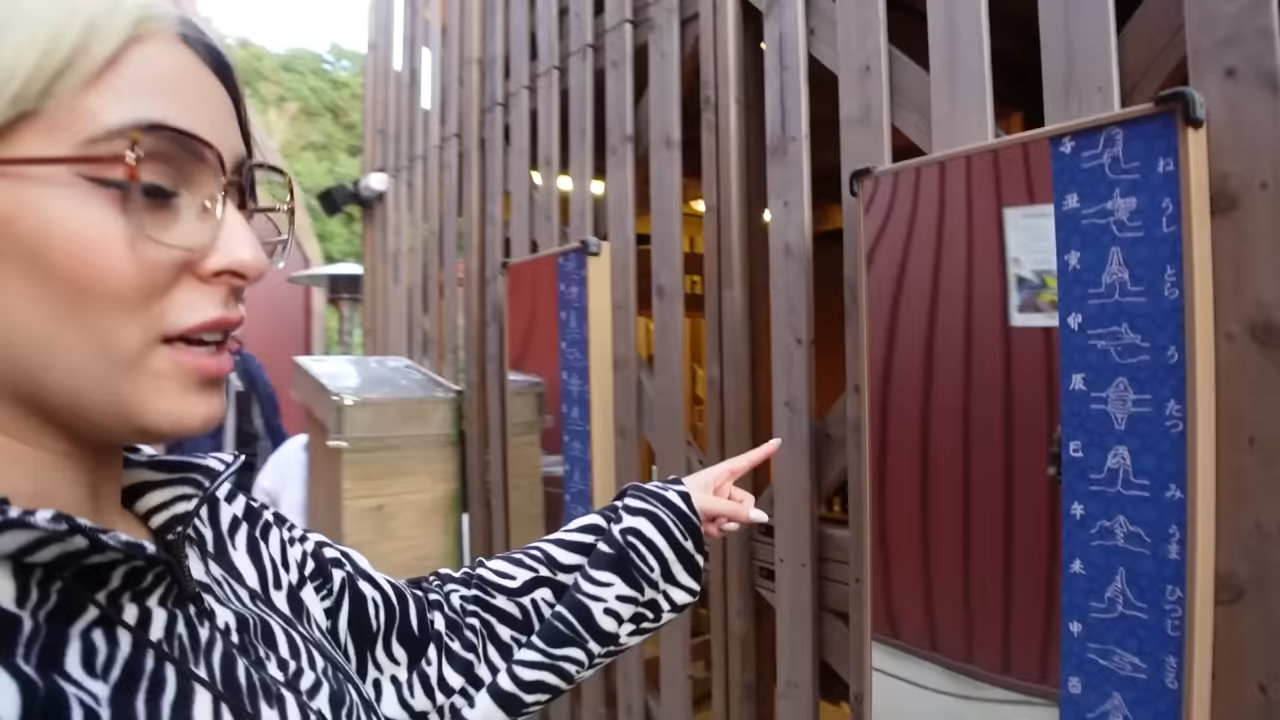 子 ね
丑 うし
寅 とら
卯 う
辰 たつ
巳 み
午 うま
未 ひつじ
申 さる
酉